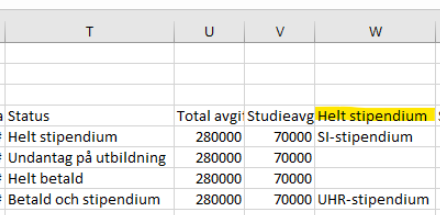 T U V W
Status Total avgi Studieavg Helt stipendium
Helt stipendium 280000 70000 SI-stipendium
Undantag på utbildning 280000 70000
Helt betald 280000 70000
Betald och stipendium 280000 70000 UHR-stipendium